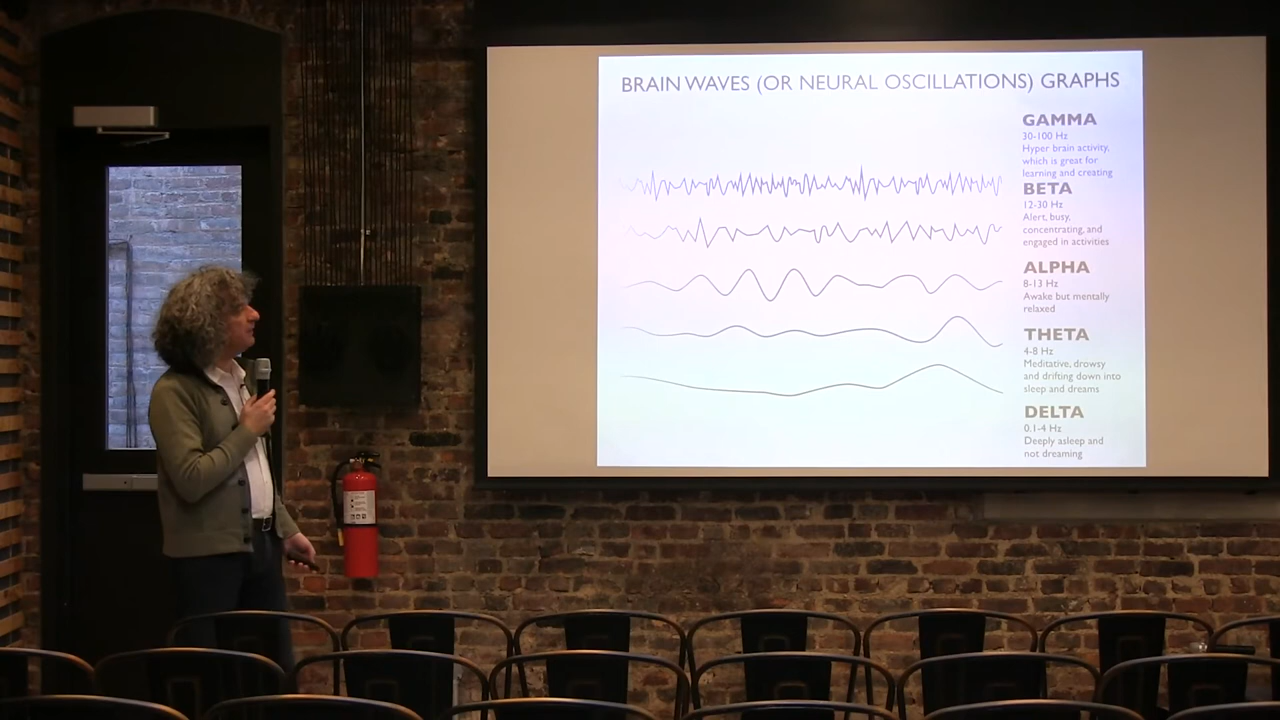 BRAIN WAVES (OR NEURAL OSCILLATIONS) GRAPHS
GAMMA
30-100 Hz
Hyper brain activity,
which is great for
learning and creating
BETA
12-30 Hz
Alert, busy,
concentrating, and
engaged in activities
ALPHA
8-13 Hz
Awake but mentally
relaxed
THETA
4-8 Hz
Meditative, drowsy
and drifting down into
sleep and dreams
DELTA
0.1-4 Hz
Deeply asleep and
not dreaming